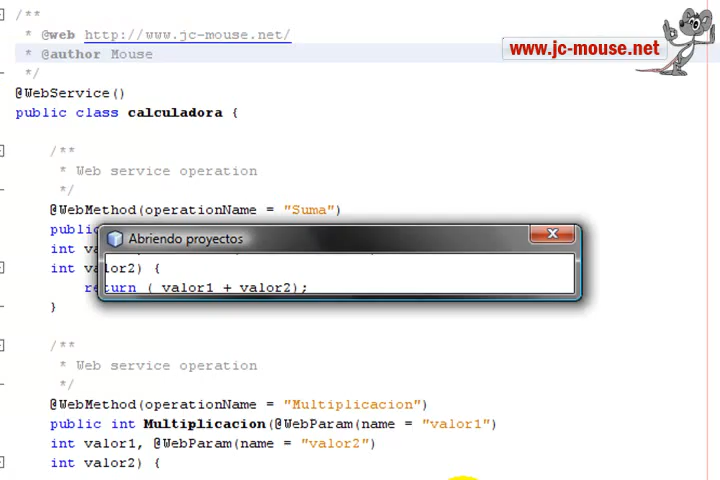 /**
* @web http://www.jc-mouse.net/
www.jc-mouse.net
* @author Mouse
*/
@WebService()
public class calculadora {
/**
* Web service operation
*/
@WebMethod(operationName = "Suma")
public
Abriendo proyectos
int
int valor2) {
return ( valor1 + valor2);
}
/**
* Web service operation
*/
@WebMethod(operationName = "Multiplicacion")
public int Multiplicacion(@WebParam(name = "valor1")
int valor1, @WebParam(name = "valor2")
int valor2) {